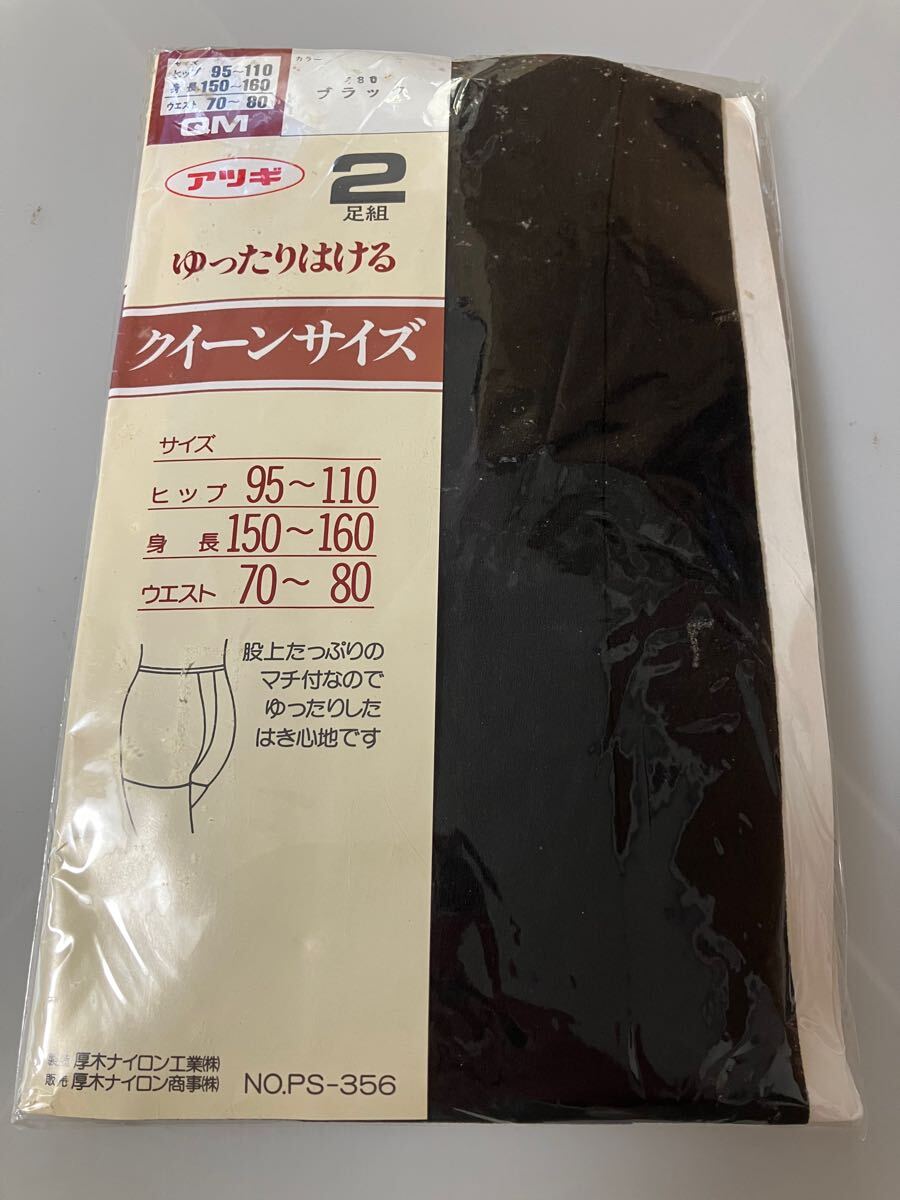 サイズ
ヒップ 95〜110
身長 150〜160
ウエスト 70〜 80
QM
カラー
480
ブラック
アツギ
2
足組
ゆったりはける
クイーンサイズ
サイズ
ヒップ 95〜110
身長 150〜160
ウエスト 70〜 80
股上たっぷりの
マチ付なので
ゆったりした
はき心地です
製造 厚木ナイロン工業㈱
販売 厚木ナイロン商事㈱
NO.PS-356